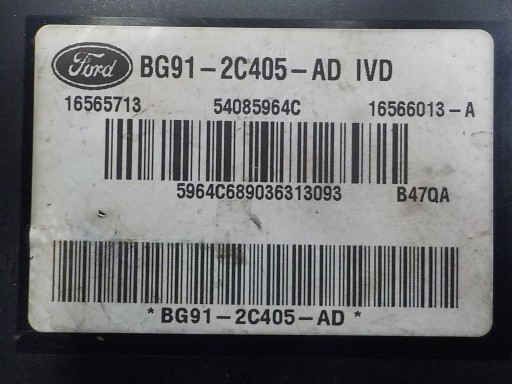 Ford BG91-2C405-AD IVD
16565713 54085964C 16566013-A
5964C689036313093 B47QA
*BG91-2C405-AD*